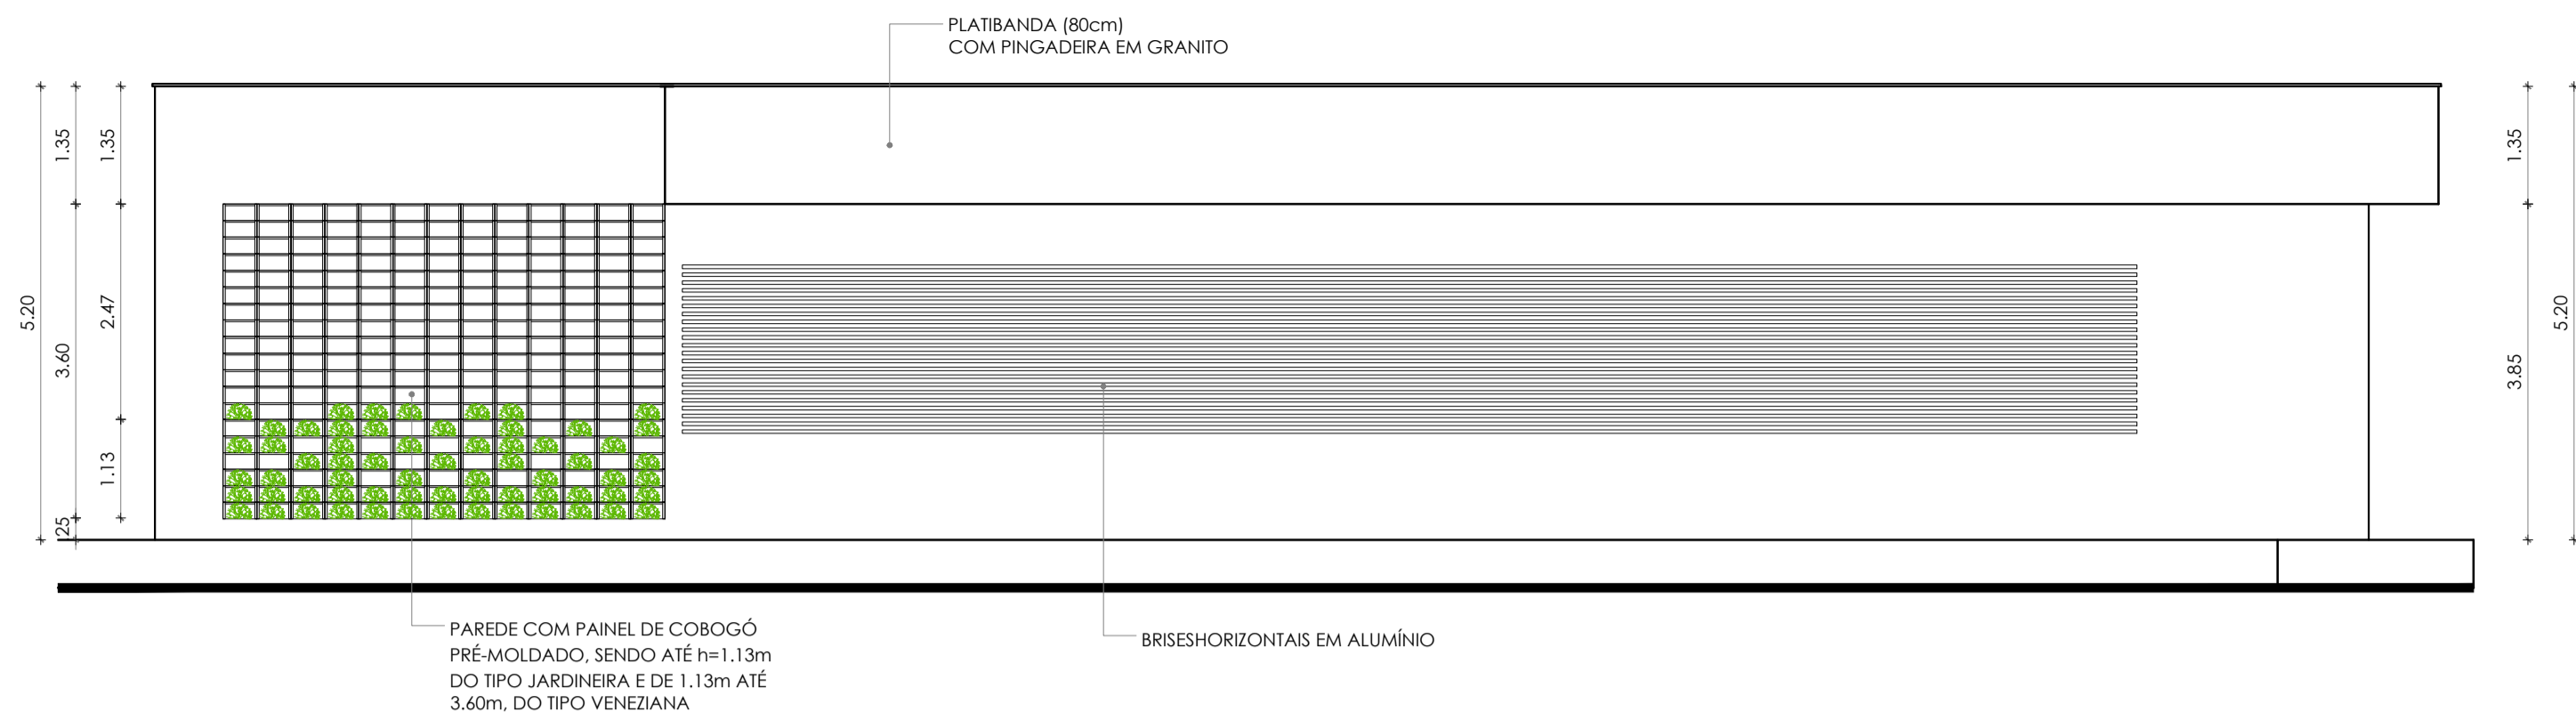 PLATIBANDA (80cm)
COM PINGADEIRA EM GRANITO
5.20
1.35
3.60
25
1.35
2.47
1.13
1.35
3.85
5.20
PAREDE COM PAINEL DE COBOGÓ
PRÉ-MOLDADO, SENDO ATÉ h=1.13m
DO TIPO JARDINEIRA E DE 1.13m ATÉ
3.60m, DO TIPO VENEZIANA
BRISESHORIZONTAIS EM ALUMÍNIO